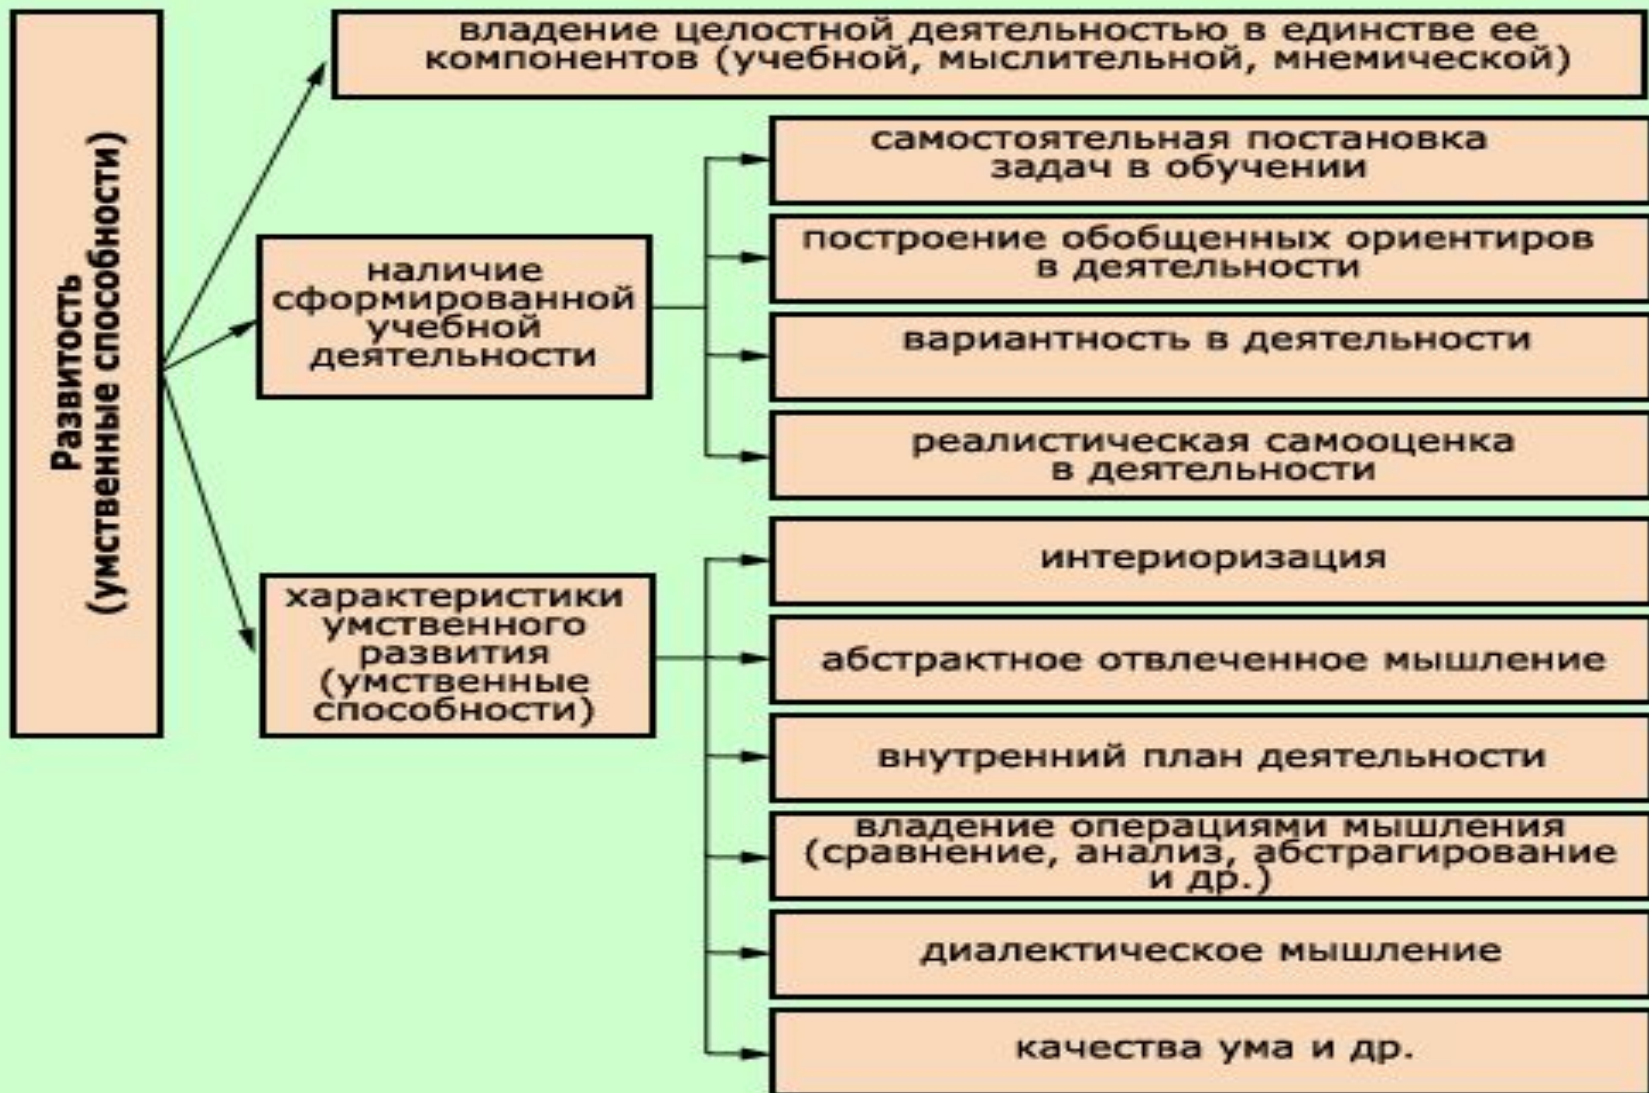 Развитость
(умственные способности)
владение целостной деятельностью в единстве ее
компонентов (учебной, мыслительной, мнемической)
наличие
сформированной
учебной
деятельности
самостоятельная постановка
задач в обучении
построение обобщенных ориентиров
в деятельности
вариантность в деятельности
реалистическая самооценка
в деятельности
характеристики
умственного
развития
(умственные
способности)
интериоризация
абстрактное отвлеченное мышление
внутренний план деятельности
владение операциями мышления
(сравнение, анализ, абстрагирование
и др.)
диалектическое мышление
качества ума и др.